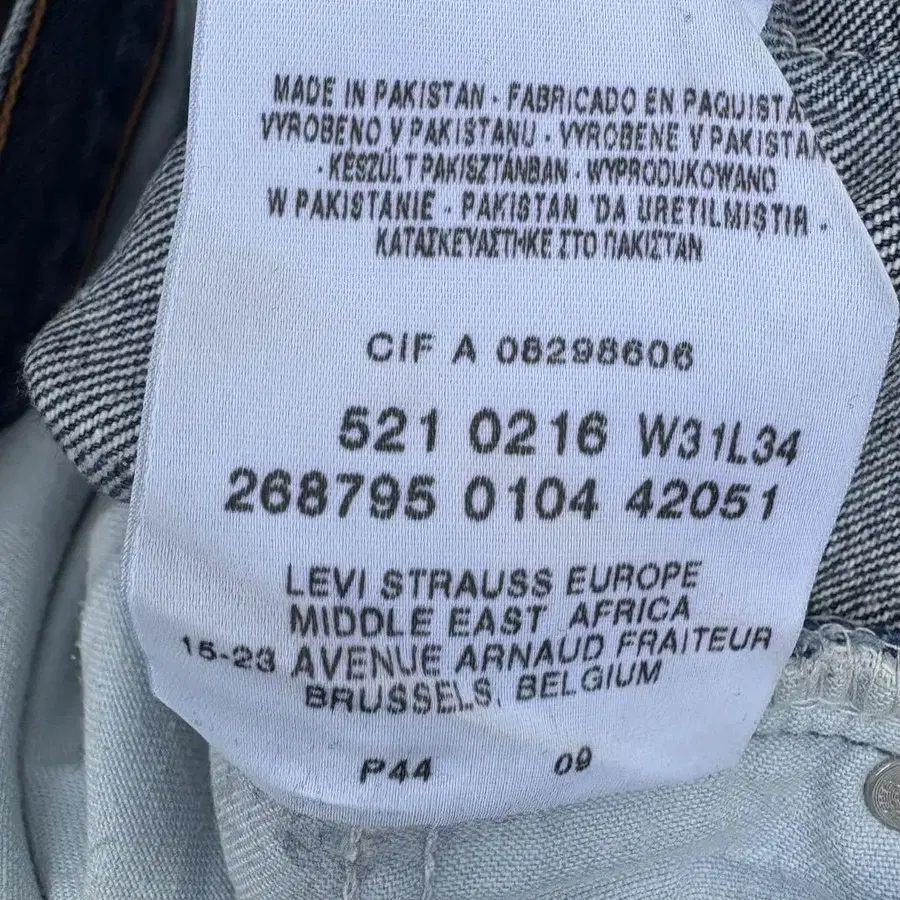 MADE IN PAKISTAN · FABRICADO EN PAQUISTA
VYROBENO V PAKISTANU · VYROBENE V PAKISTAN
· KÉSZÜLT PAKISZTÁNBAN · WYPRODUKOWANO
W PAKISTANIE · PAKISTAN 'DA URETILMISTIR ·
ΚΑΤΑΣΚΕΥΑΣΤΗΚΕ ΣΤΟ ΠΑΚΙΣΤΑΝ
CIF A 08298606
521 0216 W31L34
268795 0104 42051
LEVI STRAUSS EUROPE
MIDDLE EAST, AFRICA
15-23 AVENUE ARNAUD FRAITEUR
BRUSSELS, BELGIUM
P44 09